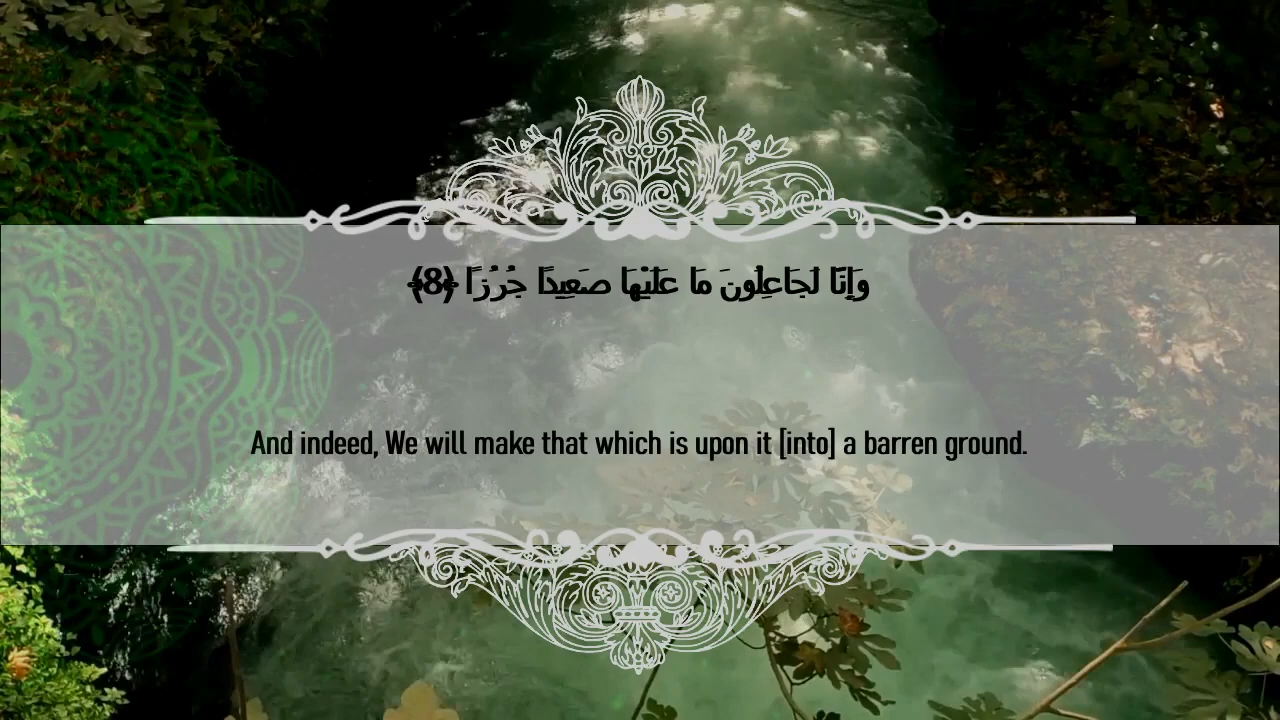 وَإِنَّا لَجَاعِلُونَ مَا عَلَيْهَا صَعِيدًا جُرُزًا ﴿8﴾
And indeed, We will make that which is upon it [into] a barren ground.